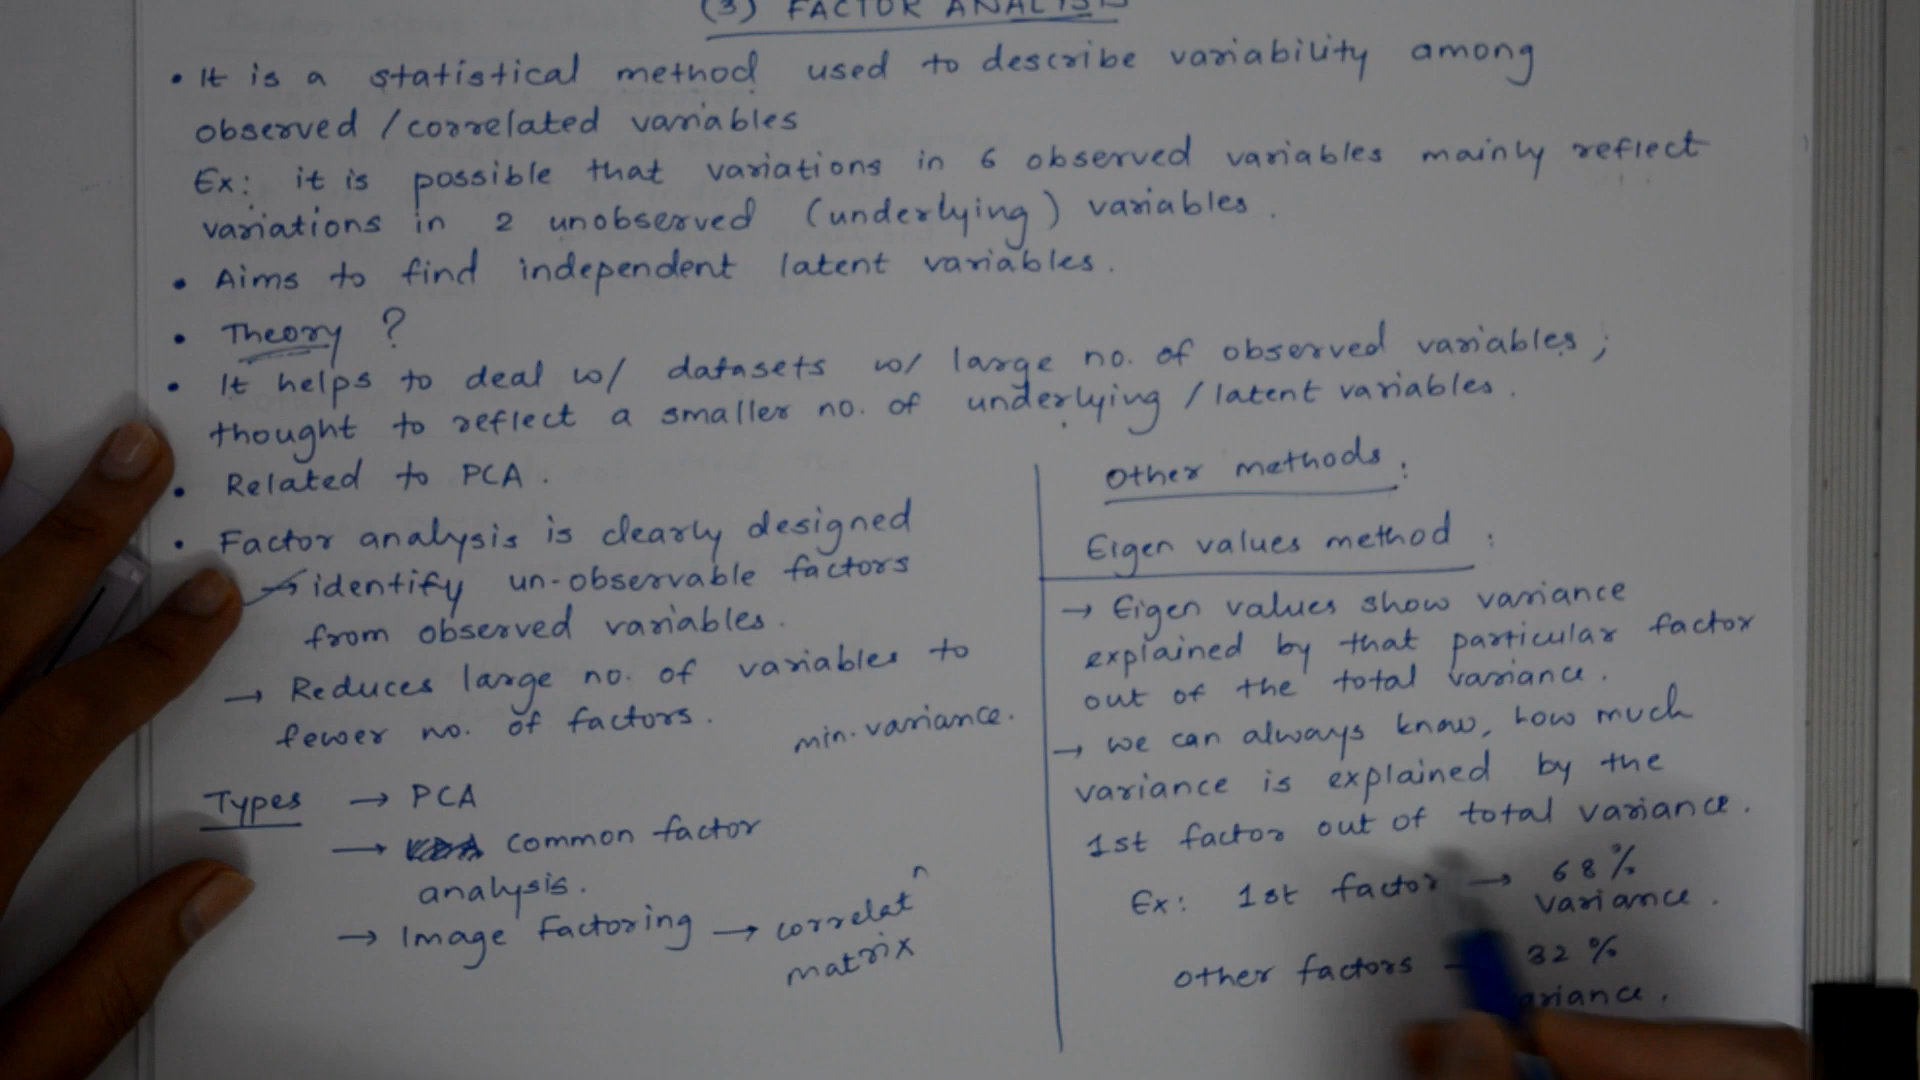 (3) FACTOR ANALYSIS
• It is a statistical method used to describe variability among
observed / correlated variables
Ex: it is possible that variations in 6 observed variables mainly reflect
variations in 2 unobserved (underlying) variables.
• Aims to find independent latent variables.
• Theory ?
• It helps to deal w/ datasets w/ large no. of observed variables;
thought to reflect a smaller no. of underlying / latent variables.
• Related to PCA.
• Factor analysis is clearly designed
→ identify un-observable factors
from observed variables.
→ Reduces large no. of variables to
fewer no. of factors.
min. variance.
Types → PCA
→ common factor
analysis.
→ Image Factoring → correlatn
matrix
Other methods:
Eigen values method :
→ Eigen values show variance
explained by that particular factor
out of the total variance.
→ we can always know, how much
variance is explained by the
1st factor out of total variance.
Ex: 1st factor → 68%
variance.
other factors 32%
ariance.